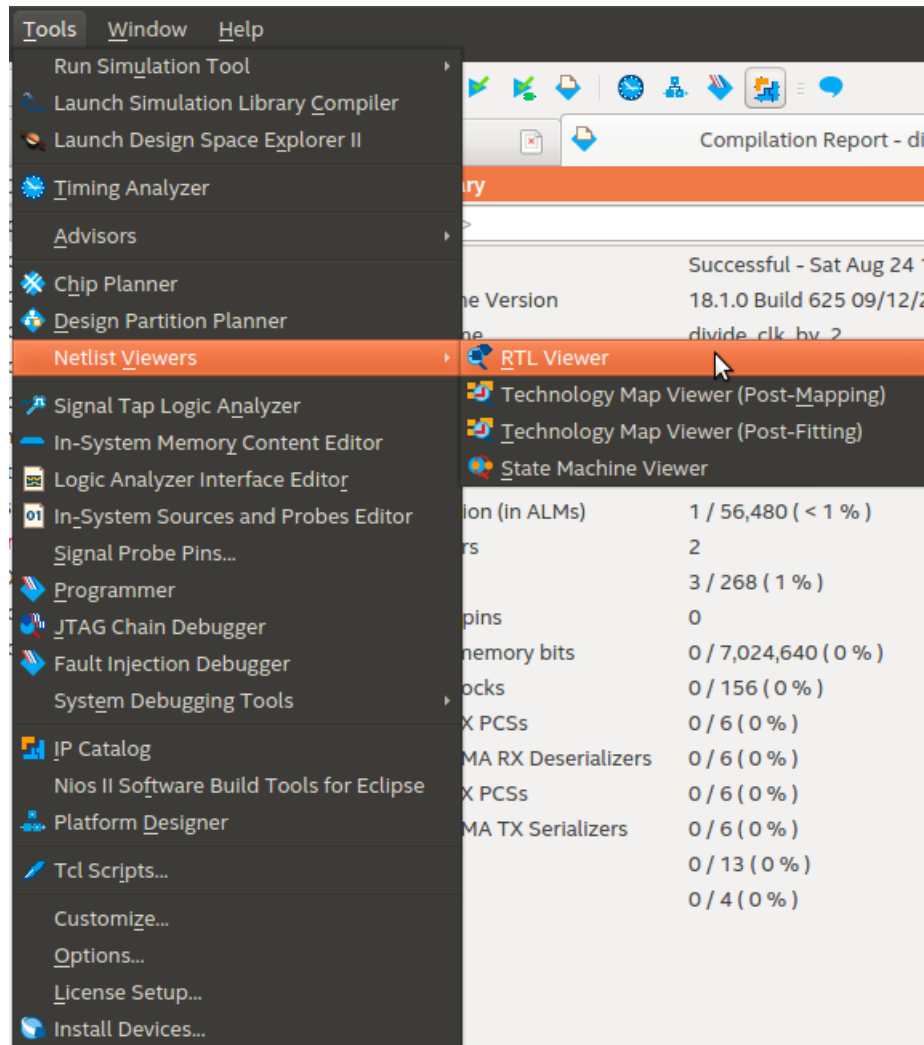 Tools Window Help
Run Simulation Tool
Launch Simulation Library Compiler
Launch Design Space Explorer II
Timing Analyzer
Advisors
Chip Planner
Design Partition Planner
Netlist Viewers
Signal Tap Logic Analyzer
In-System Memory Content Editor
Logic Analyzer Interface Editor
In-System Sources and Probes Editor
Signal Probe Pins...
Programmer
JTAG Chain Debugger
Fault Injection Debugger
System Debugging Tools
IP Catalog
Nios II Software Build Tools for Eclipse
Platform Designer
Tcl Scripts...
Customize...
Options...
License Setup...
Install Devices...
RTL Viewer
Technology Map Viewer (Post-Mapping)
Technology Map Viewer (Post-Fitting)
State Machine Viewer
Compilation Report - di
ary
>
Successful - Sat Aug 24 1
ne Version 18.1.0 Build 625 09/12/2
me divide_clk_by_2
ion (in ALMs) 1 / 56,480 ( < 1 % )
rs 2
3 / 268 ( 1 % )
pins 0
nemory bits 0 / 7,024,640 ( 0 % )
ocks 0 / 156 ( 0 % )
X PCSs 0 / 6 ( 0 % )
MA RX Deserializers 0 / 6 ( 0 % )
X PCSs 0 / 6 ( 0 % )
MA TX Serializers 0 / 6 ( 0 % )
0 / 13 ( 0 % )
0 / 4 ( 0 % )